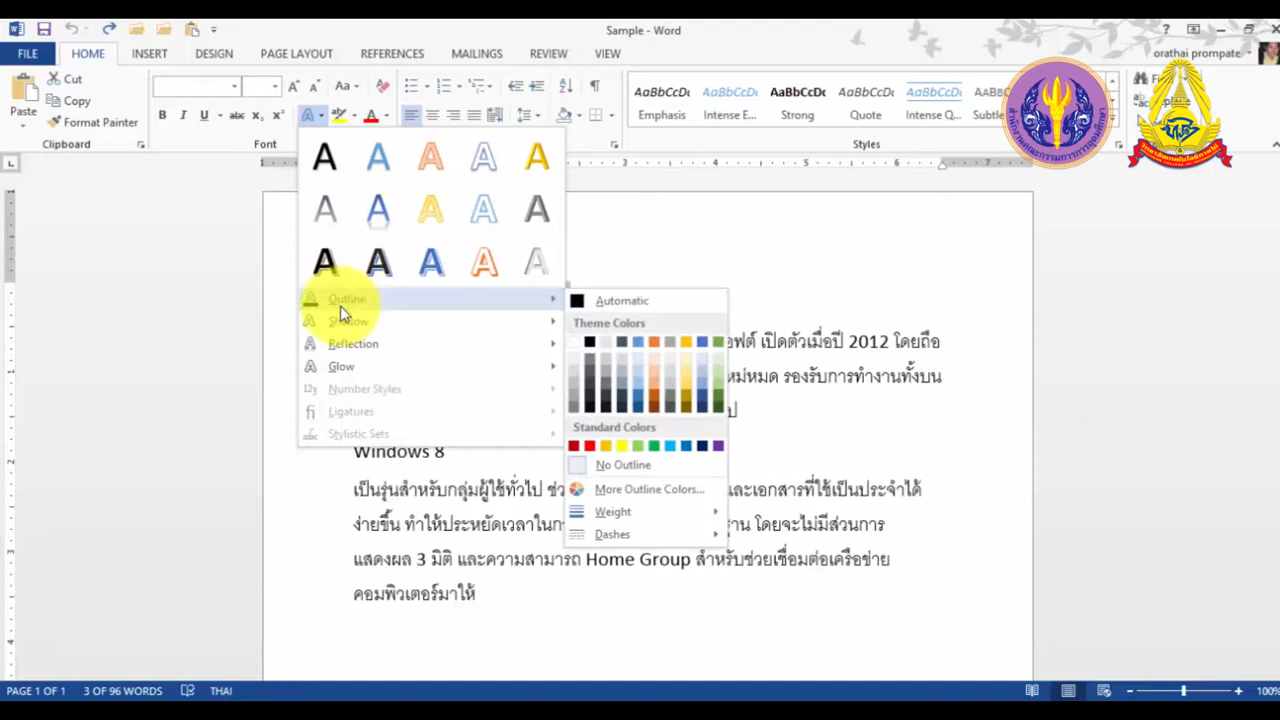 Sample - Word
FILE HOME INSERT DESIGN PAGE LAYOUT REFERENCES MAILINGS REVIEW VIEW orathai prompate
Cut
Copy
Paste
Format Painter
Clipboard
Font
AaBbCcDc AaBbCcDc AaBbCcDc AaBbCcDc AaBbCcDc
Emphasis Intense E... Strong Quote Intense Q... Subtle
Styles
A A A A A
A A A A A
A A A A A
Outline
Shadow
Reflection
Glow
Number Styles
Ligatures
Stylistic Sets
Automatic
Theme Colors
Standard Colors
No Outline
More Outline Colors...
Weight
Dashes
เปิดตัวเมื่อปี 2012 โดยถือ
รองรับการทำงานทั้งบน
Windows 8
เป็นรุ่นสำหรับกลุ่มผู้ใช้ทั่วไป
และเอกสารที่ใช้เป็นประจำได้
ง่ายขึ้น ทำให้ประหยัดเวลาใน
โดยจะไม่มีส่วนการ
แสดงผล 3 มิติ และความสามารถ Home Group สำหรับช่วยเชื่อมต่อเครือข่าย
คอมพิวเตอร์มาให้
PAGE 1 OF 1 3 OF 96 WORDS THAI 100%